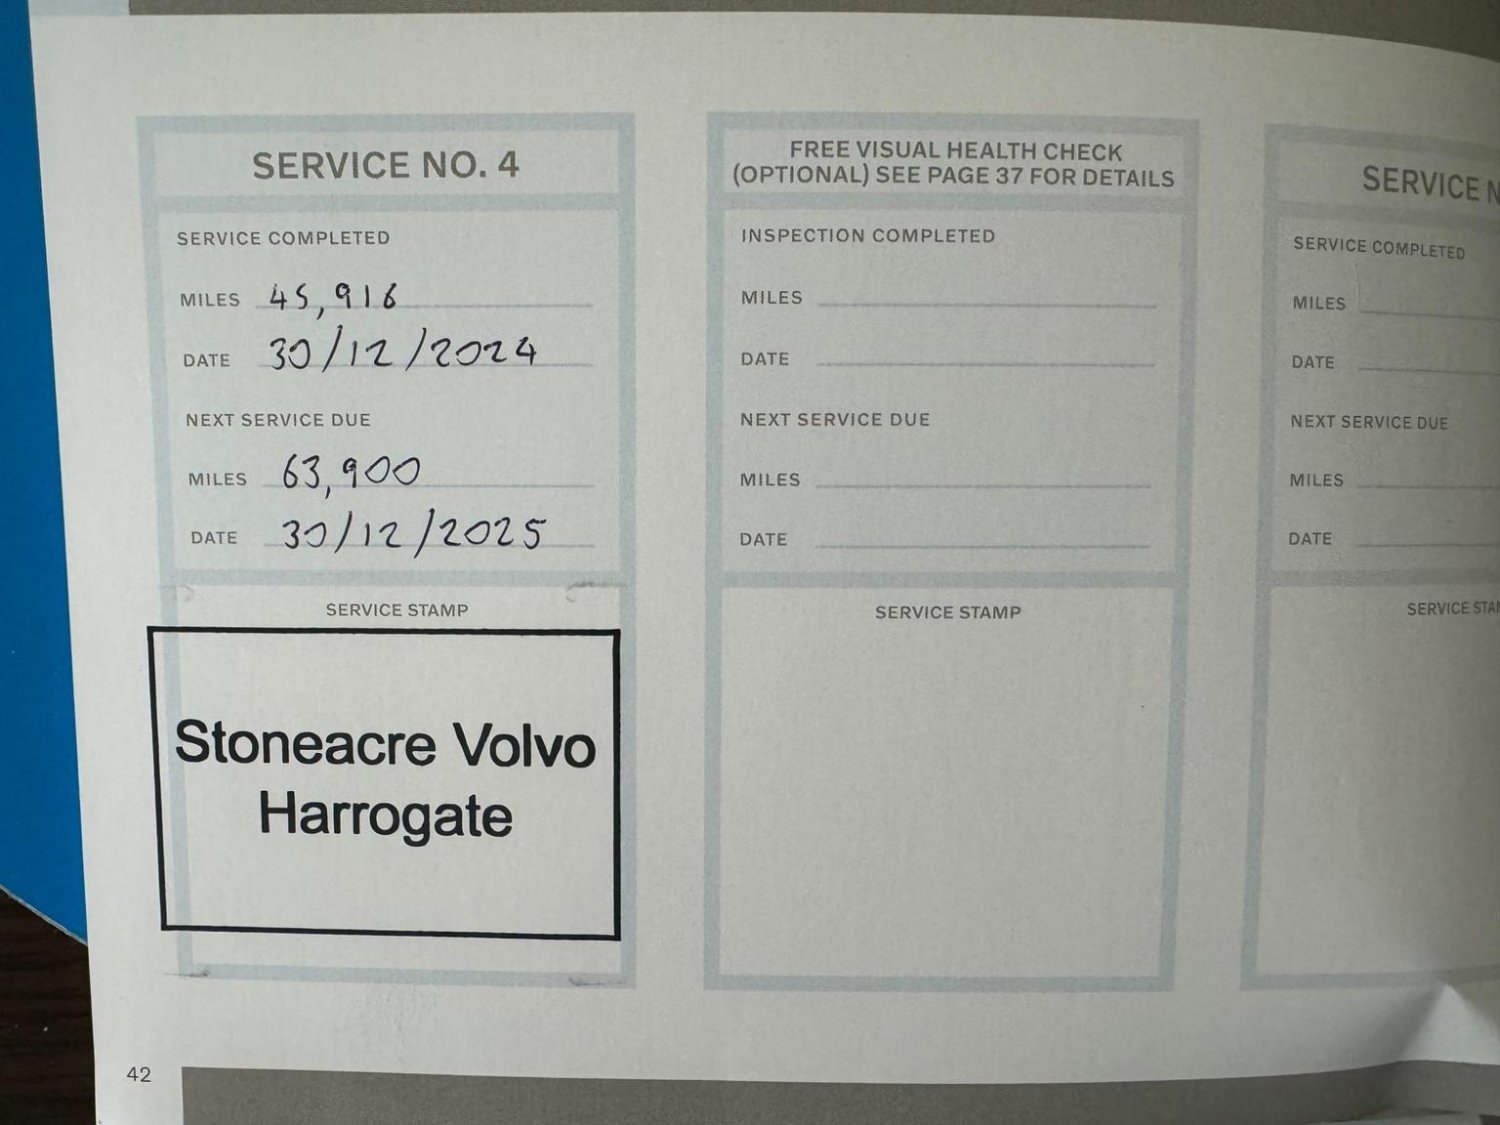 SERVICE NO. 4
SERVICE COMPLETED
MILES 45,916
DATE 30/12/2024
NEXT SERVICE DUE
MILES 63,900
DATE 30/12/2025
SERVICE STAMP
Stoneacre Volvo
Harrogate
FREE VISUAL HEALTH CHECK
(OPTIONAL) SEE PAGE 37 FOR DETAILS
INSPECTION COMPLETED
MILES
DATE
NEXT SERVICE DUE
MILES
DATE
SERVICE STAMP
SERVICE
SERVICE COMPLETED
MILES
DATE
NEXT SERVICE DUE
MILES
DATE
SERVICE
42